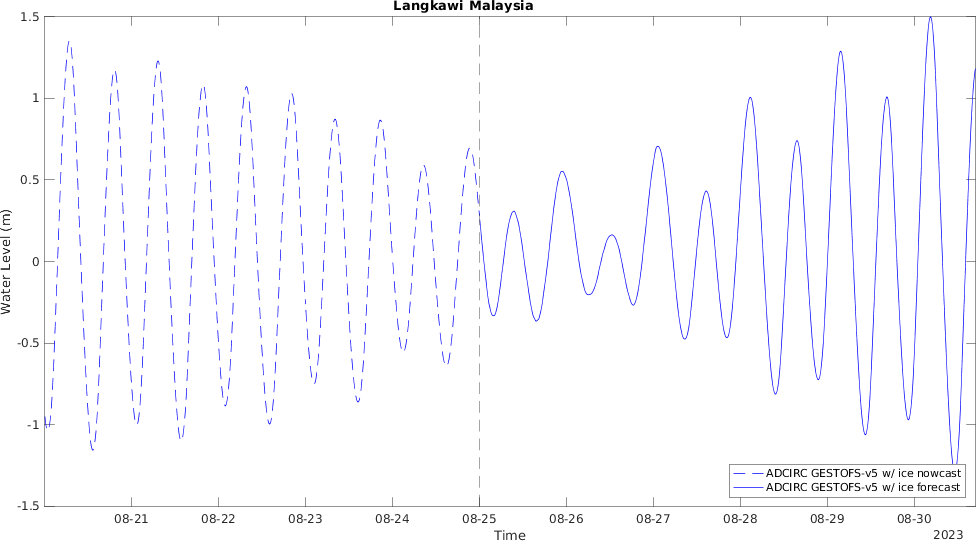 Langkawi Malaysia
1.5
1
0.5
0
-0.5
-1
-1.5
Water Level (m)
ADCIRC GESTOFS-v5 w/ ice nowcast
ADCIRC GESTOFS-v5 w/ ice forecast
08-21 08-22 08-23 08-24 08-25 08-26 08-27 08-28 08-29 08-30
Time
2023